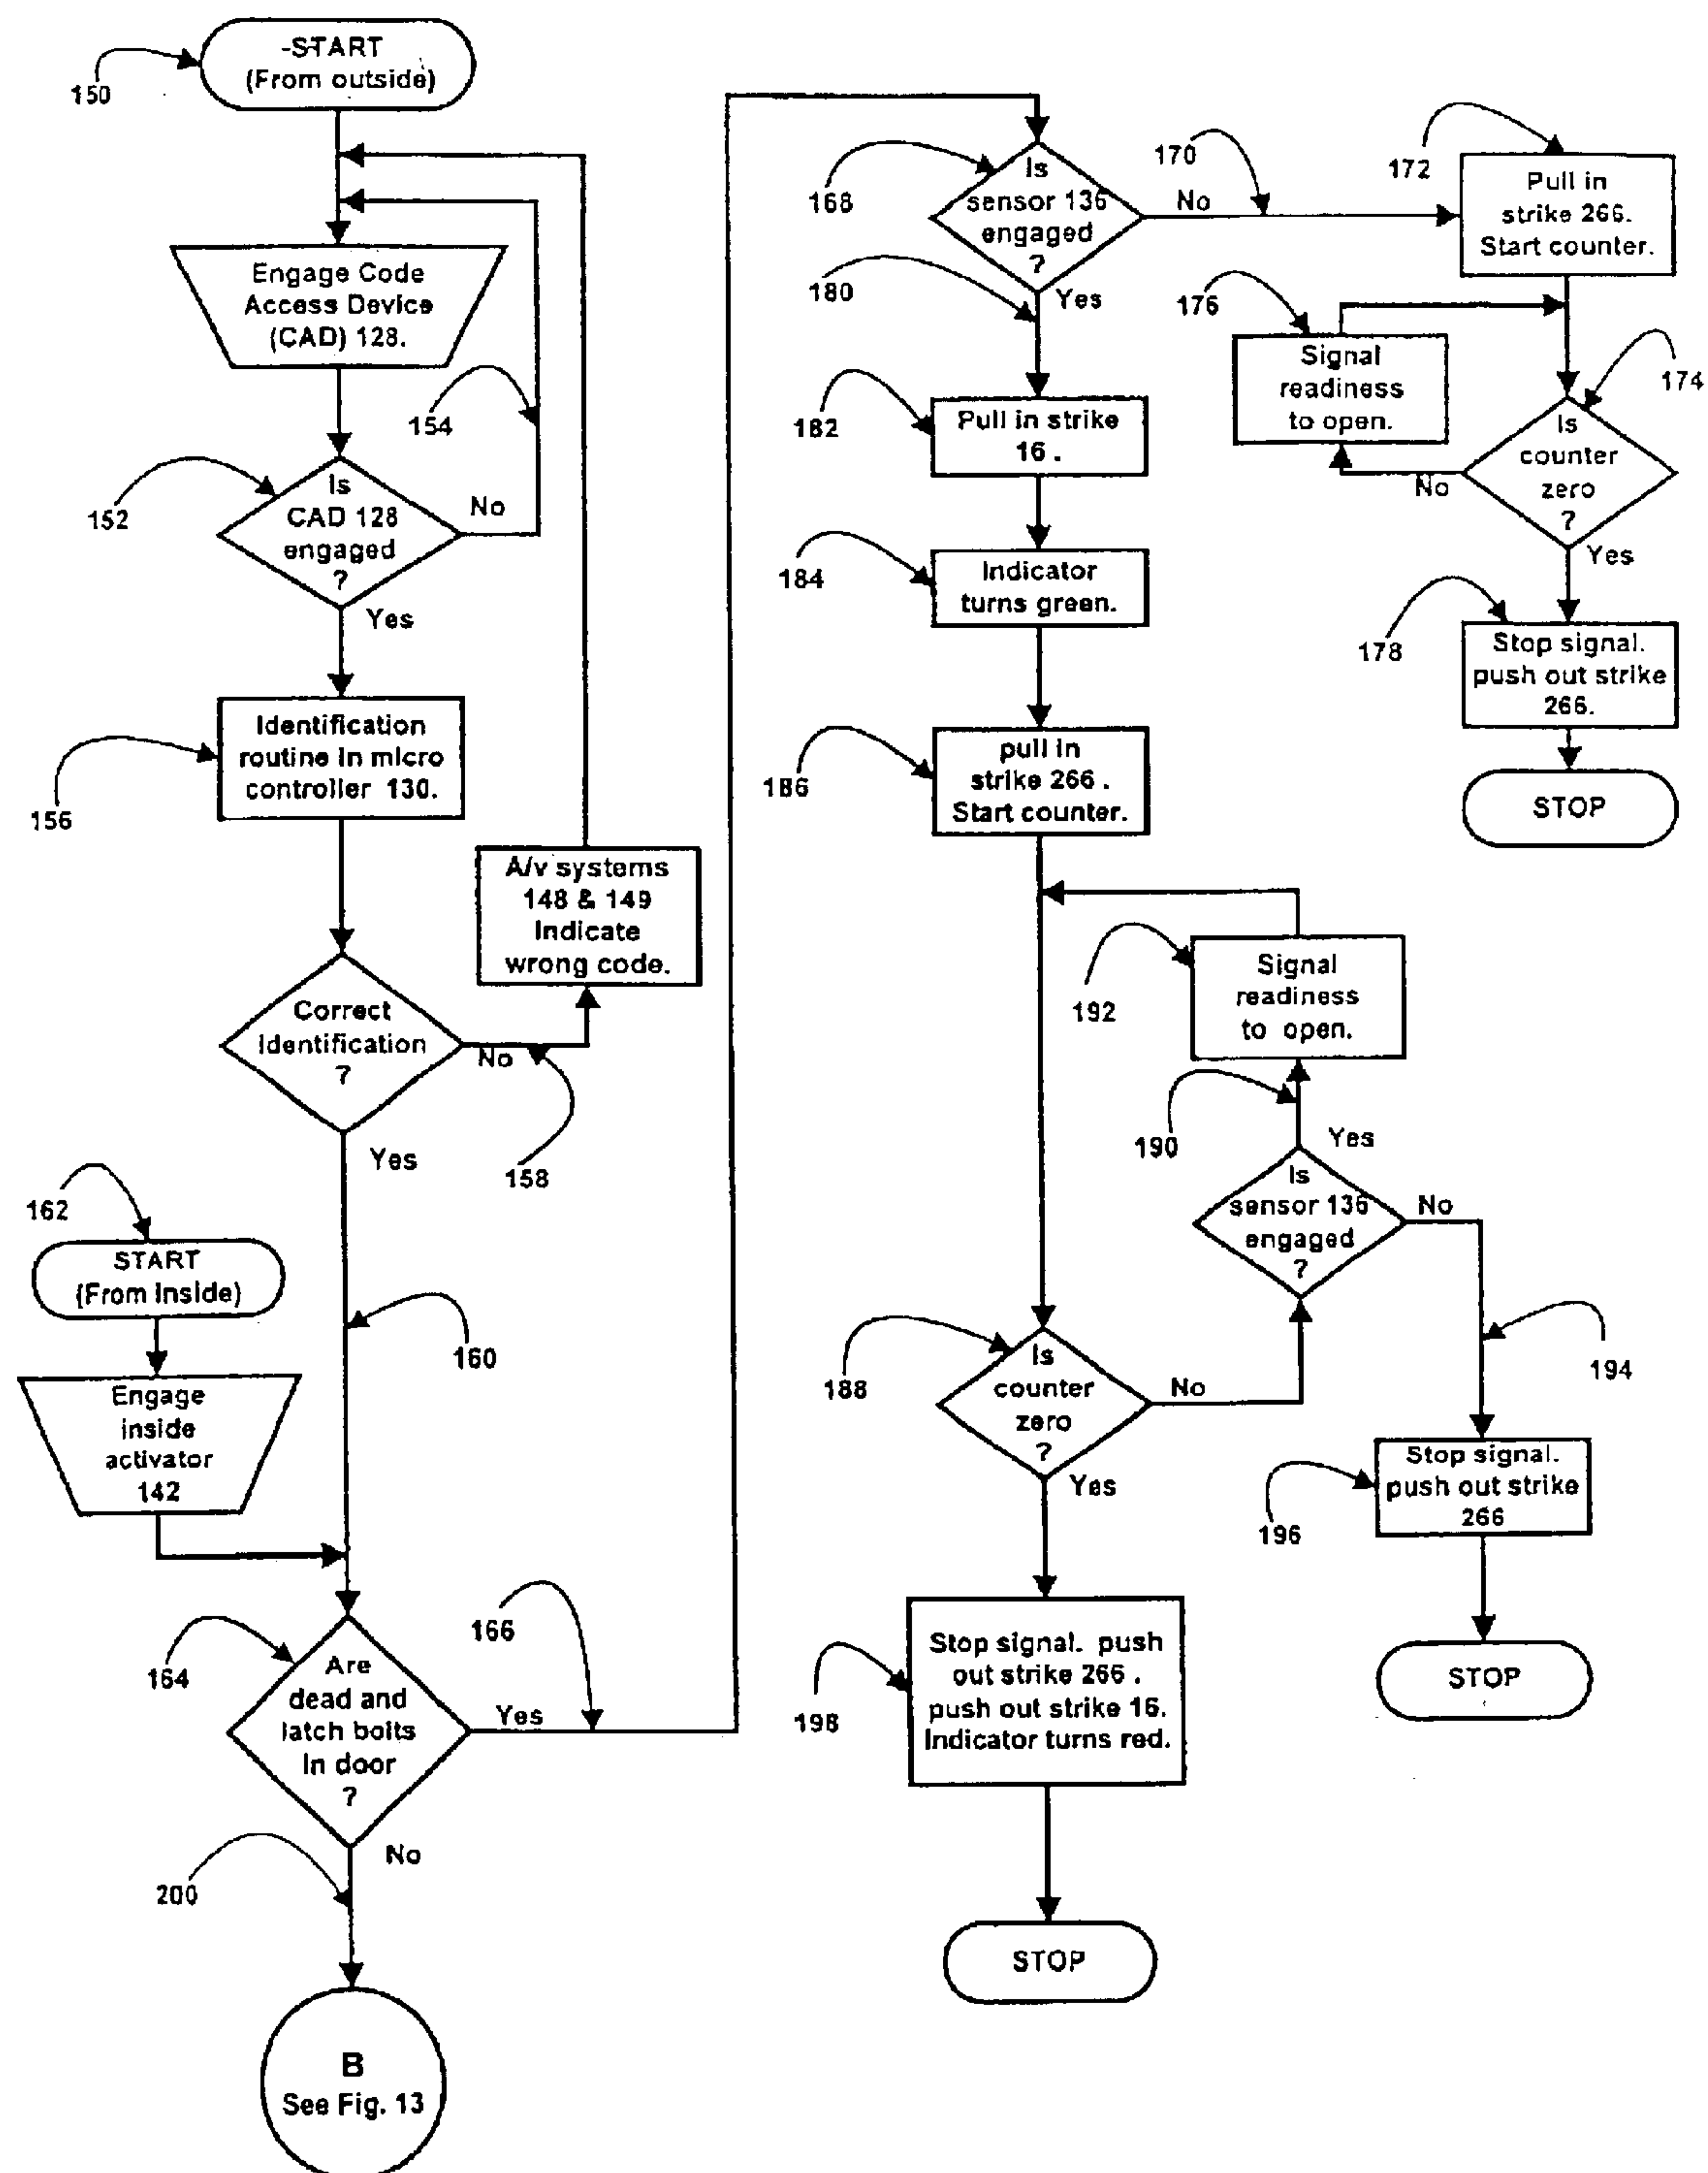 -START
(From outside)
150
Engage Code
Access Device
(CAD) 128.
154
152
Is
CAD 128
engaged
?
No
Yes
156
Identification
routine in micro
controller 130.
A/v systems
148 & 149
Indicate
wrong code.
Correct
Identification
?
No
158
Yes
162
START
(From Inside)
160
Engage
inside
activator
142
164
166
Are
dead and
latch bolts
In door
?
Yes
No
200
B
See Fig. 13
168
Is
sensor 136
engaged
?
170
No
172
Pull in
strike 266.
Start counter.
180
Yes
176
Signal
readiness
to open.
174
Is
counter
zero
?
No
Yes
182
Pull in strike
16 .
184
Indicator
turns green.
178
Stop signal.
push out strike
266.
STOP
186
pull in
strike 266 .
Start counter.
192
Signal
readiness
to open.
190
Yes
Is
sensor 136
engaged
?
No
194
188
Is
counter
zero
?
No
Yes
196
Stop signal.
push out strike
266
STOP
198
Stop signal. push
out strike 266 .
push out strike 16.
Indicator turns red.
STOP